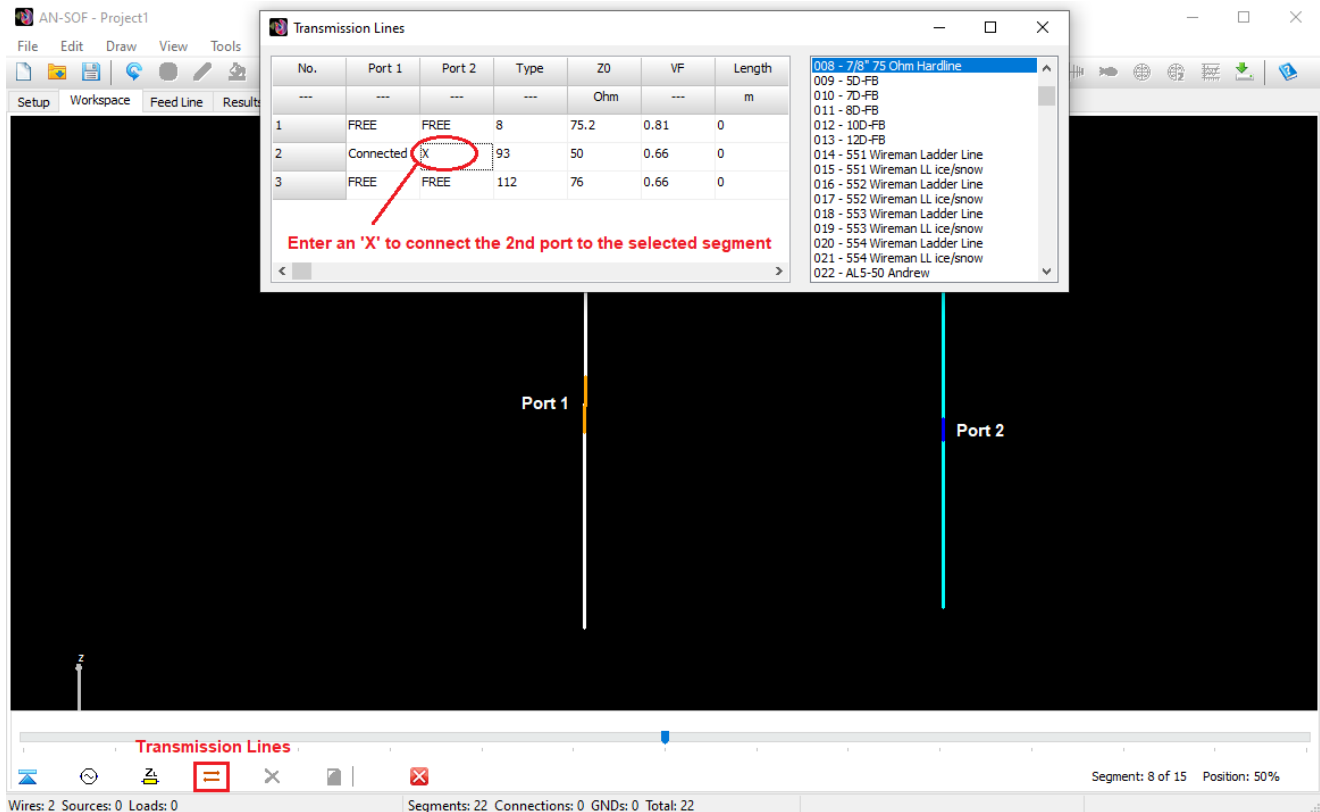 AN-SOF - Project1
File Edit Draw View Tools
Setup Workspace Feed Line Results
Transmission Lines
No. Port 1 Port 2 Type Z0 VF Length
--- --- --- --- Ohm --- m
1 FREE FREE 8 75.2 0.81 0
2 Connected X 93 50 0.66 0
3 FREE FREE 112 76 0.66 0
Enter an 'X' to connect the 2nd port to the selected segment
008 - 7/8" 75 Ohm Hardline
009 - 5D-FB
010 - 7D-FB
011 - 8D-FB
012 - 10D-FB
013 - 12D-FB
014 - 551 Wireman Ladder Line
015 - 551 Wireman LL ice/snow
016 - 552 Wireman Ladder Line
017 - 552 Wireman LL ice/snow
018 - 553 Wireman Ladder Line
019 - 553 Wireman LL ice/snow
020 - 554 Wireman Ladder Line
021 - 554 Wireman LL ice/snow
022 - AL5-50 Andrew
Port 1
Port 2
z
Transmission Lines
Segment: 8 of 15 Position: 50%
Wires: 2 Sources: 0 Loads: 0 Segments: 22 Connections: 0 GNDs: 0 Total: 22